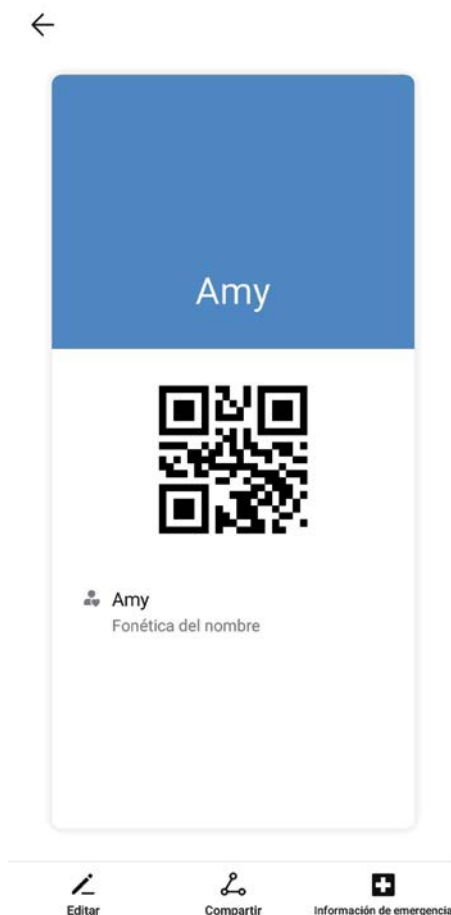 Amy
Amy
Fonética del nombre
Editar
Compartir
Información de emergencia